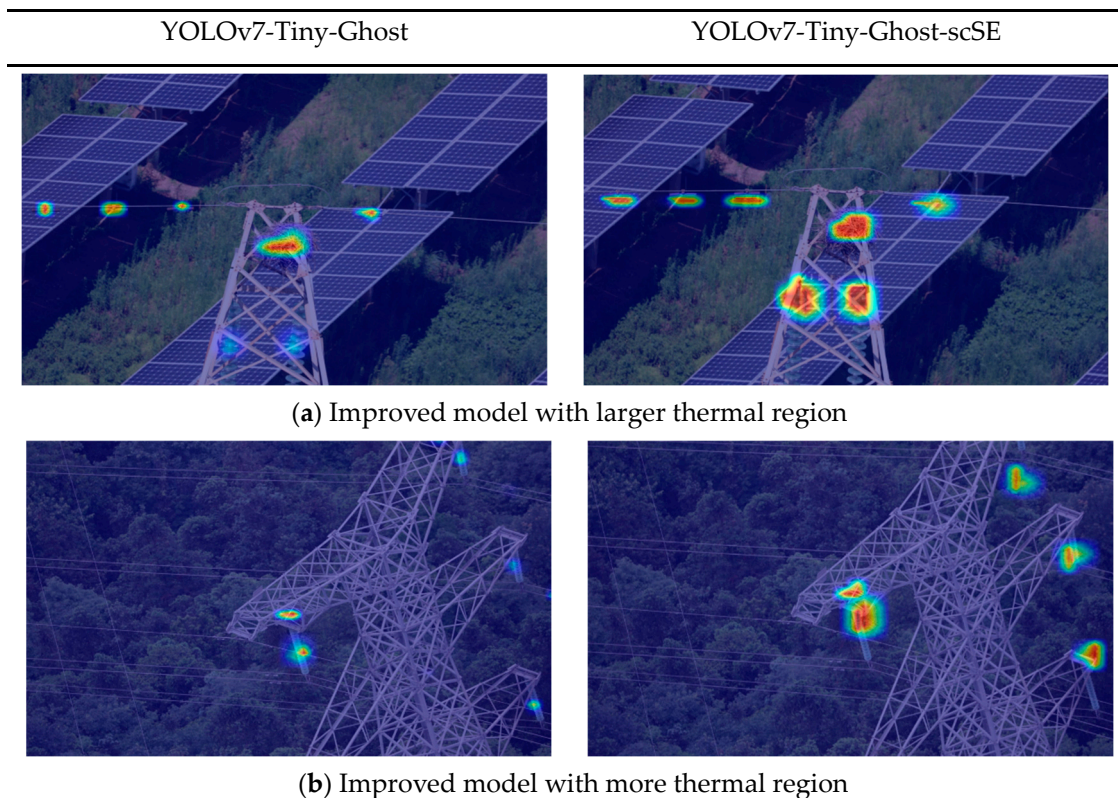 YOLOv7-Tiny-Ghost YOLOv7-Tiny-Ghost-scSE
(a) Improved model with larger thermal region
(b) Improved model with more thermal region